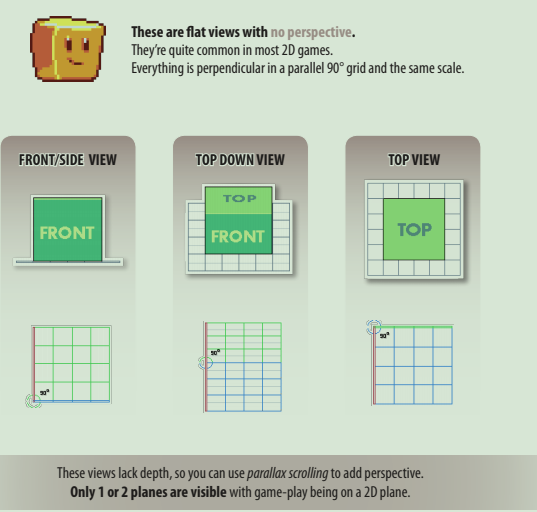 These are flat views with no perspective.
They're quite common in most 2D games.
Everything is perpendicular in a parallel 90° grid and the same scale.
FRONT/SIDE VIEW
TOP DOWN VIEW
TOP VIEW
FRONT
TOP
FRONT
TOP
90°
90°
90°
These views lack depth, so you can use parallax scrolling to add perspective.
Only 1 or 2 planes are visible with game-play being on a 2D plane.